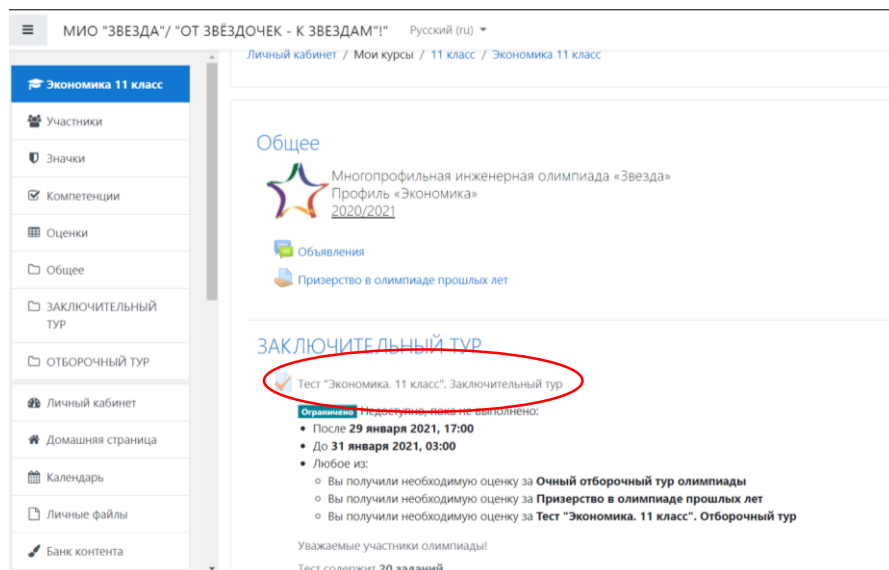 МИО "ЗВЕЗДА"/ "ОТ ЗВЁЗДОЧЕК - К ЗВЕЗДАМ"!" Русский (ru)
Личный кабинет / Мои курсы / 11 класс / Экономика 11 класс
Экономика 11 класс
Участники
Значки
Компетенции
Оценки
Общее
ЗАКЛЮЧИТЕЛЬНЫЙ
ТУР
ОТБОРОЧНЫЙ ТУР
Личный кабинет
Домашняя страница
Календарь
Личные файлы
Банк контента
Общее
Многопрофильная инженерная олимпиада «Звезда»
Профиль «Экономика»
2020/2021
Объявления
Призерство в олимпиаде прошлых лет
ЗАКЛЮЧИТЕЛЬНЫЙ ТУР
Тест "Экономика. 11 класс". Заключительный тур
Ограничено Недоступно, пока не выполнено:
• После 29 января 2021, 17:00
• До 31 января 2021, 03:00
• Любое из:
◦ Вы получили необходимую оценку за Очный отборочный тур олимпиады
◦ Вы получили необходимую оценку за Призерство в олимпиаде прошлых лет
◦ Вы получили необходимую оценку за Тест "Экономика. 11 класс". Отборочный тур
Уважаемые участники олимпиады!
Тест содержит 20 заданий